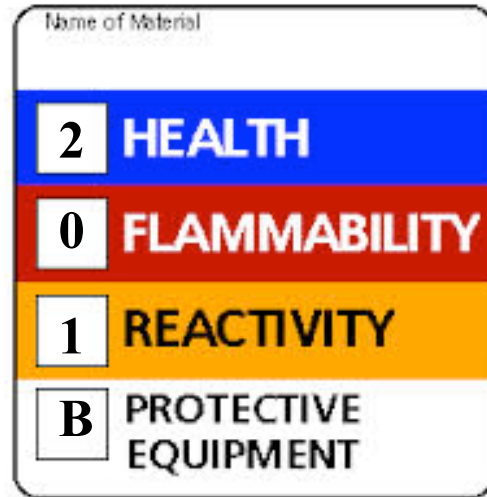 Name of Material
2 HEALTH
0 FLAMMABILITY
1 REACTIVITY
B PROTECTIVE
EQUIPMENT